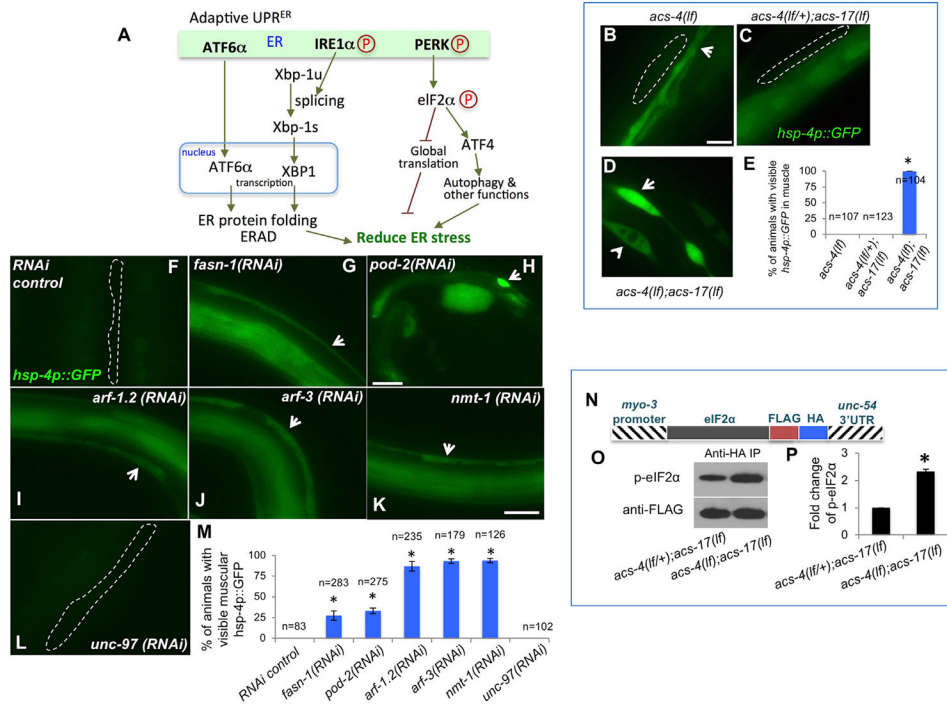 A
Adaptive UPRER
ATF6α
ER
IRE1α P
PERK P
Xbp-1u
splicing
Xbp-1s
eIF2α P
Global
translation
ATF4
Autophagy &
other functions
nucleus
ATF6α
transcription
XBP1
ER protein folding
ERAD
Reduce ER stress
acs-4(lf)
acs-4(lf/+);acs-17(lf)
B
C
hsp-4p::GFP
D
acs-4(lf);acs-17(lf)
E
% of animals with visible
hsp-4p::GFP in muscle
100
75
50
25
0
n=107
n=123
*
n=104
acs-4(lf)
acs-4(lf/+);
acs-17(lf)
acs-4(lf);
acs-17(lf)
RNAi
control
F
hsp-4p::GFP
fasn-1(RNAi)
G
pod-2(RNAi)
H
arf-1.2 (RNAi)
I
arf-3 (RNAi)
J
nmt-1 (RNAi)
K
L
unc-97 (RNAi)
M
% of animals with
visible muscular
hsp-4p::GFP
100
75
50
25
0
n=83
n=283
*
n=275
*
n=235
*
n=179
*
n=126
*
n=102
RNAi control
fasn-1(RNAi)
pod-2(RNAi)
arf-1.2(RNAi)
arf-3(RNAi)
nmt-1(RNAi)
unc-97(RNAi)
N
myo-3
promoter
eIF2α
FLAG
HA
unc-54
3'UTR
O
Anti-HA IP
p-eIF2α
anti-FLAG
acs-4(lf/+);acs-17(lf)
acs-4(lf);acs-17(lf)
P
Fold change
of p-eIF2α
3
2
1
0
*
acs-4(lf/+);acs-17(lf)
acs-4(lf);acs-17(lf)